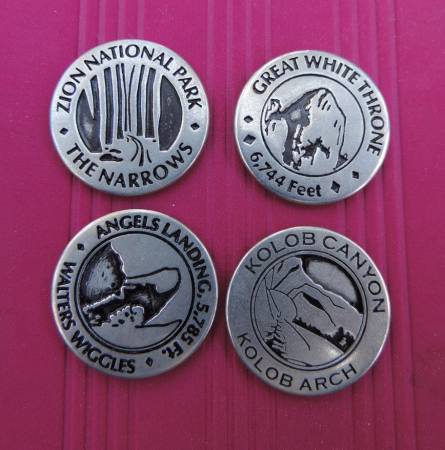 ZION NATIONAL PARK
THE NARROWS
GREAT WHITE THRONE
6,744 Feet
ANGELS LANDING, 5,785 Ft.
WALTERS WIGGLES
KOLOB CANYON
KOLOB ARCH